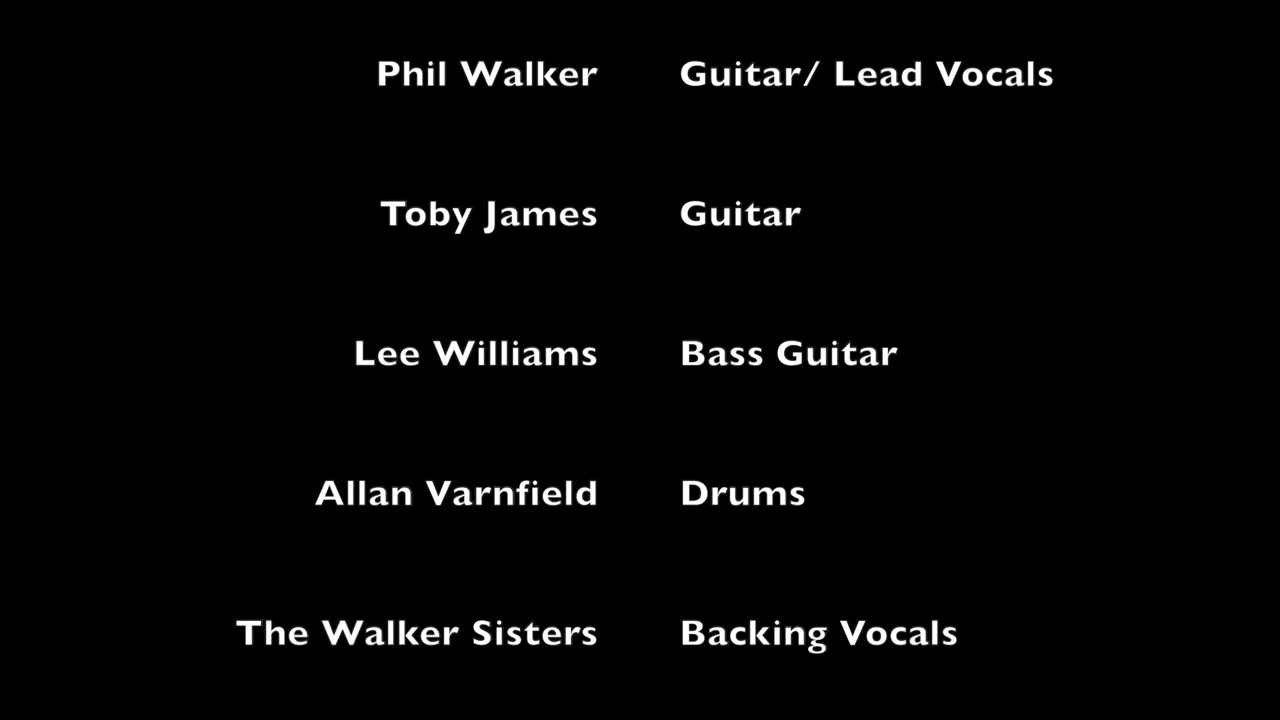 Phil Walker Guitar/ Lead Vocals
Toby James Guitar
Lee Williams Bass Guitar
Allan Varnfield Drums
The Walker Sisters Backing Vocals